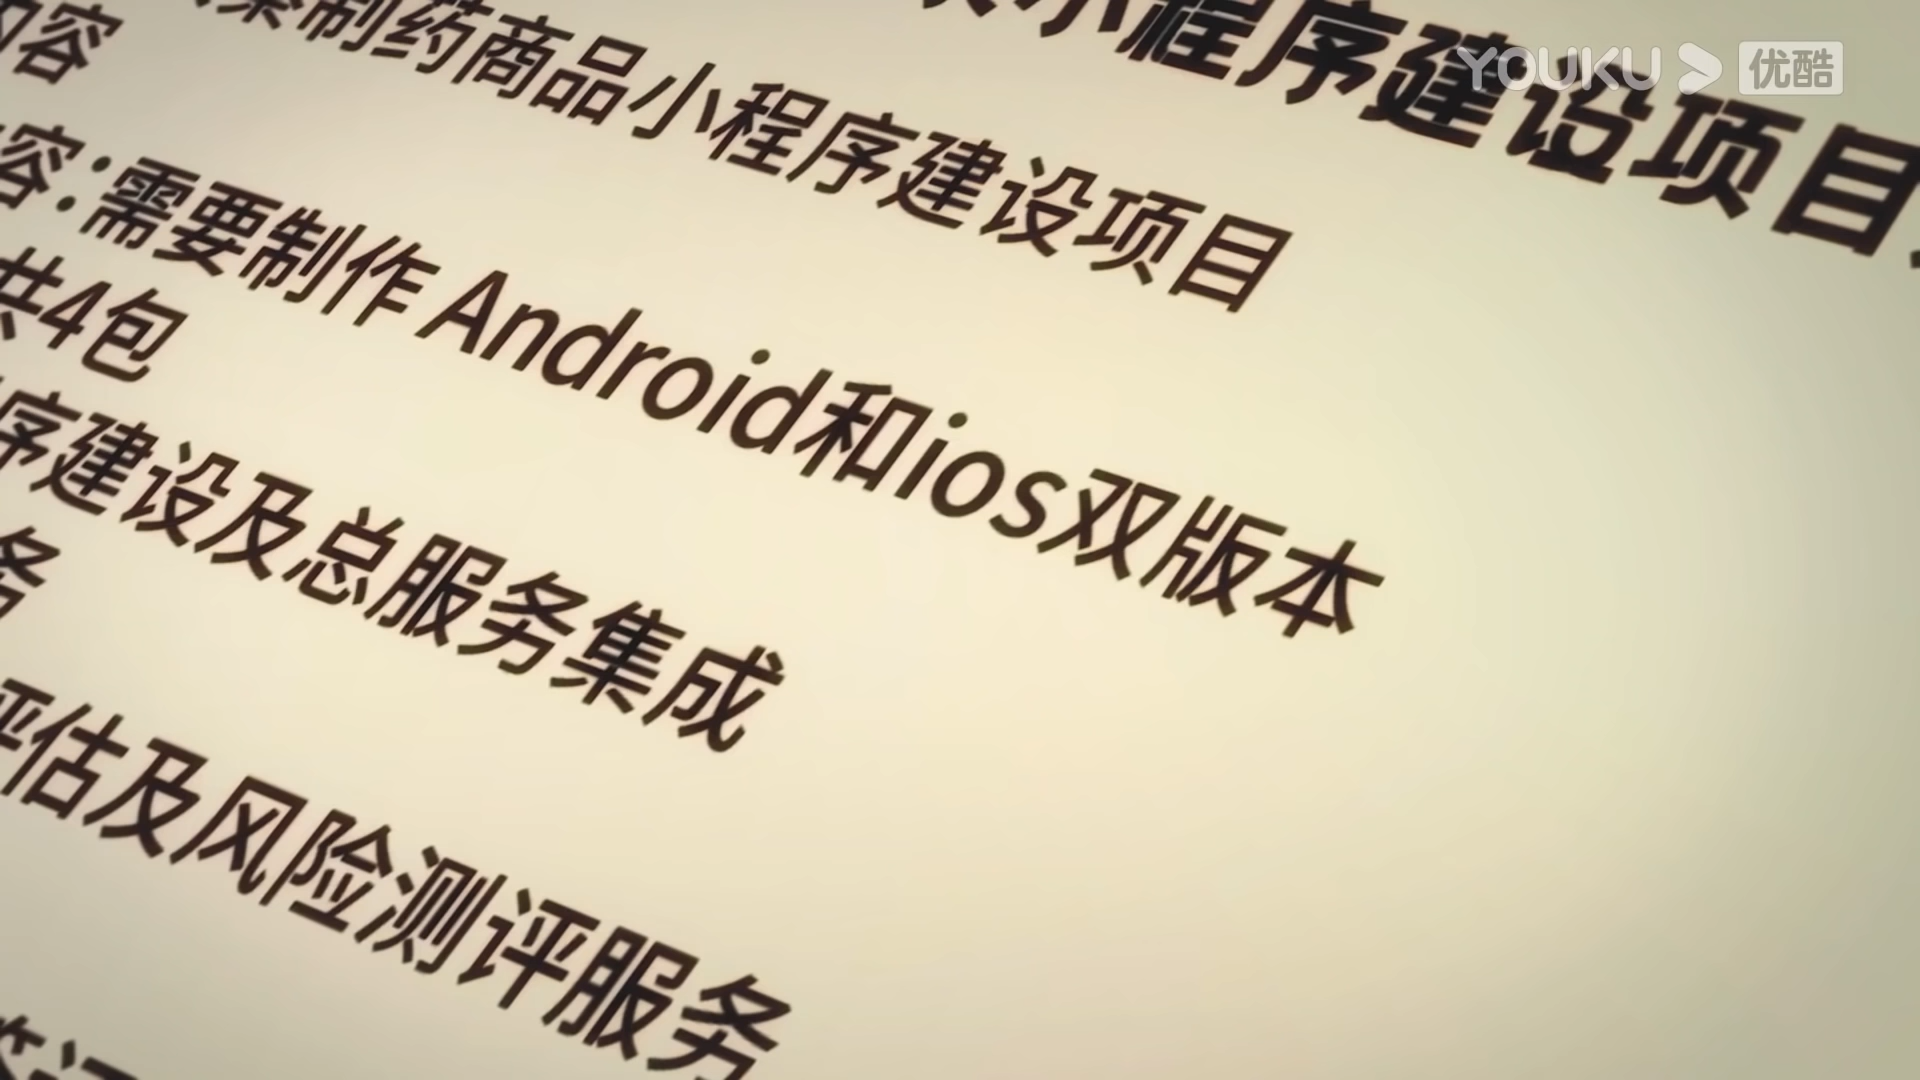 小程序建设项目
YOUKU 优酷
内容
制药商品小程序建设项目
容:需要制作 Android和ios双版本
共4包
序建设及总服务集成
务
评估及风险测评服务